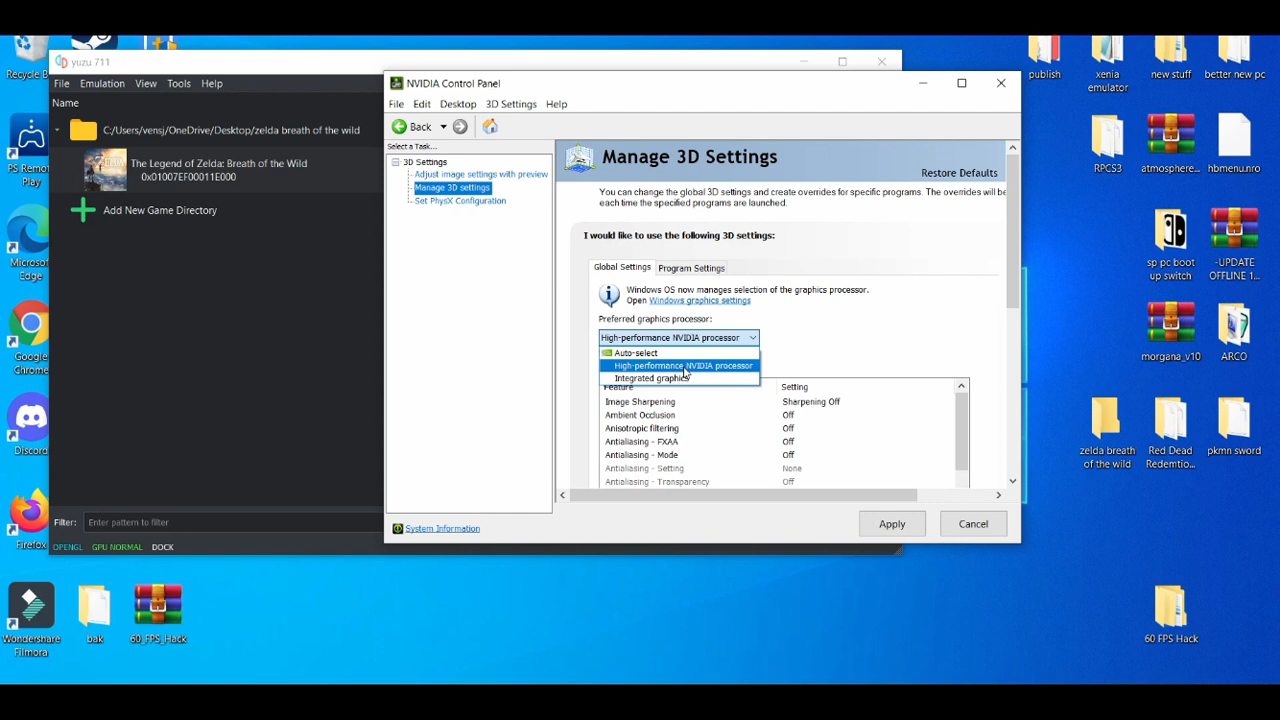 Recycle B
PS Remote
Play
Microsoft
Edge
Google
Chrome
Discord
Firefox
Wondershare
Filmora
bak
60_FPS_Hack
yuzu 711
File Emulation View Tools Help
Name
C:/Users/vensj/OneDrive/Desktop/zelda breath of the wild
The Legend of Zelda: Breath of the Wild
0x01007EF00011E000
Add New Game Directory
Filter: Enter pattern to filter
OPENGL GPU NORMAL DOCK
NVIDIA Control Panel
File Edit Desktop 3D Settings Help
Back
Select a Task...
3D Settings
Adjust image settings with preview
Manage 3D settings
Set PhysX Configuration
System Information
Manage 3D Settings
Restore Defaults
You can change the global 3D settings and create overrides for specific programs. The overrides will be
each time the specified programs are launched.
I would like to use the following 3D settings:
Global Settings Program Settings
Windows OS now manages selection of the graphics processor.
Open Windows graphics settings
Preferred graphics processor:
High-performance NVIDIA processor
Auto-select
High-performance NVIDIA processor
Integrated graphics
Feature Setting
Image Sharpening Sharpening Off
Ambient Occlusion Off
Anisotropic filtering Off
Antialiasing - FXAA Off
Antialiasing - Mode Off
Antialiasing - Setting None
Antialiasing - Transparency Off
Apply Cancel
publish
xenia
emulator
new stuff
better new pc
RPCS3
atmosphere...
hbmenu.nro
sp pc boot
up switch
-UPDATE
OFFLINE 1...
morgana_v10
ARCO
zelda breath
of the wild
Red Dead
Redemtio...
pkmn sword
60 FPS Hack